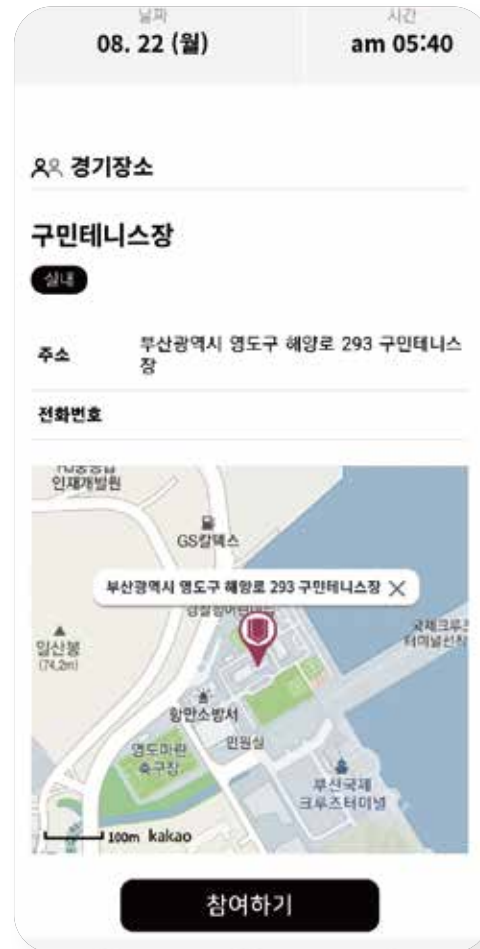 날짜
시간
08. 22 (월)
am 05:40
경기장소
구민테니스장
실내
주소
부산광역시 영도구 해양로 293 구민테니스
장
전화번호
인재개발원
GS칼텍스
부산광역시 영도구 해양로 293 구민테니스장 ×
일산봉
(74.2m)
국제크루즈
터미널선착
항만소방서
민원실
영도마린
축구장
부산국제
크루즈터미널
100m kakao
참여하기